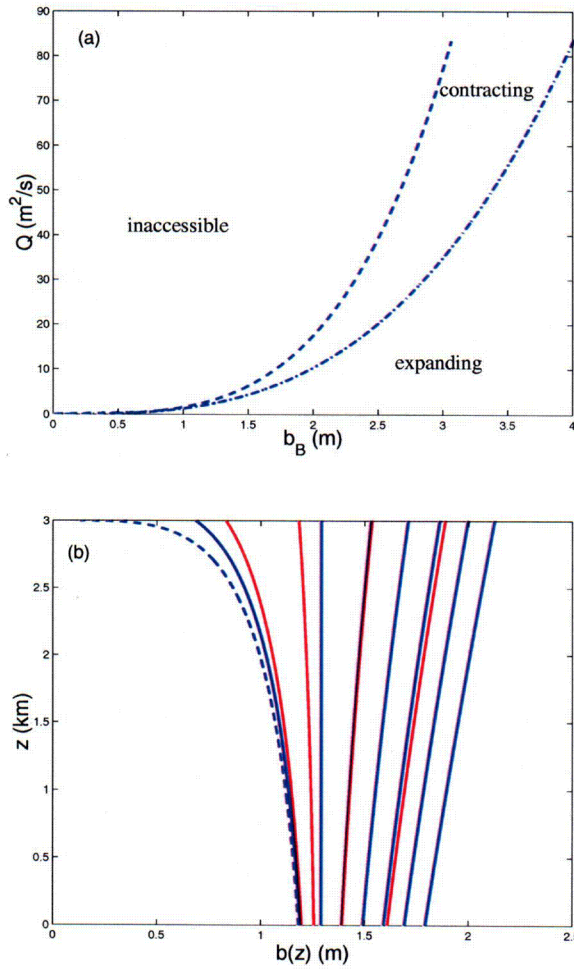 90
(a)
80
contracting
70
60
Q (m²/s)
50
inaccessible
40
30
20
expanding
10
0
0 0.5 1 1.5 2 2.5 3 3.5 4
b_B (m)
3
(b)
2.5
2
z (km)
1.5
1
0.5
0
0 0.5 1 1.5 2 2.5
b(z) (m)